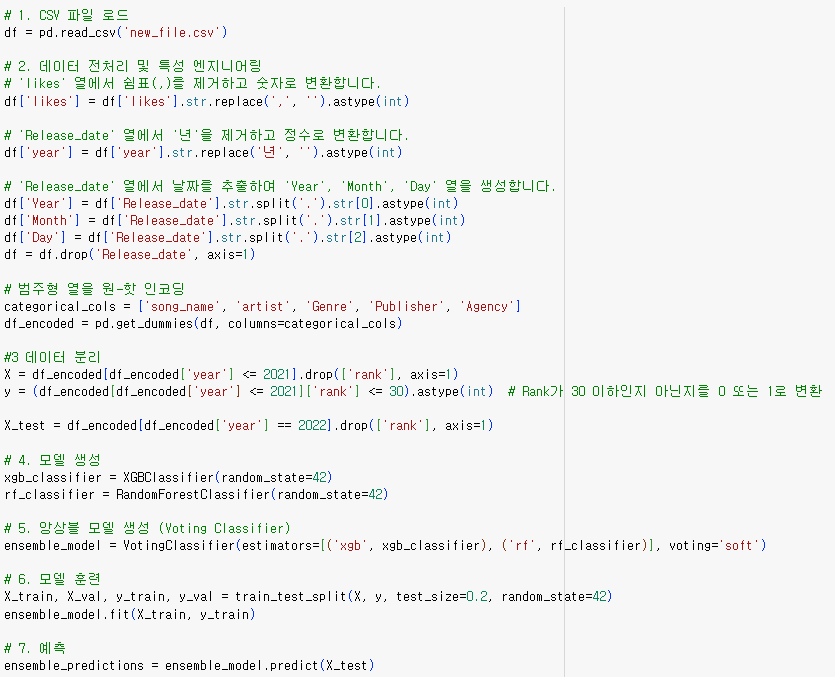 # 1. CSV 파일 로드
df = pd.read_csv('new_file.csv')
# 2. 데이터 전처리 및 특성 엔지니어링
# 'likes' 열에서 쉼표(,)를 제거하고 숫자로 변환합니다.
df['likes'] = df['likes'].str.replace(',', '').astype(int)
# 'Release_date' 열에서 '년'을 제거하고 정수로 변환합니다.
df['year'] = df['year'].str.replace('년', '').astype(int)
# 'Release_date' 열에서 날짜를 추출하여 'Year', 'Month', 'Day' 열을 생성합니다.
df['Year'] = df['Release_date'].str.split('.').str[0].astype(int)
df['Month'] = df['Release_date'].str.split('.').str[1].astype(int)
df['Day'] = df['Release_date'].str.split('.').str[2].astype(int)
df = df.drop('Release_date', axis=1)
# 범주형 열을 원-핫 인코딩
categorical_cols = ['song_name', 'artist', 'Genre', 'Publisher', 'Agency']
df_encoded = pd.get_dummies(df, columns=categorical_cols)
#3 데이터 분리
X = df_encoded[df_encoded['year'] <= 2021].drop(['rank'], axis=1)
y = (df_encoded[df_encoded['year'] <= 2021]['rank'] <= 30).astype(int)  # Rank가 30 이하인지 아닌지를 0 또는 1로 변환
X_test = df_encoded[df_encoded['year'] == 2022].drop(['rank'], axis=1)
# 4. 모델 생성
xgb_classifier = XGBClassifier(random_state=42)
rf_classifier = RandomForestClassifier(random_state=42)
# 5. 앙상블 모델 생성 (Voting Classifier)
ensemble_model = VotingClassifier(estimators=[('xgb', xgb_classifier), ('rf', rf_classifier)], voting='soft')
# 6. 모델 훈련
X_train, X_val, y_train, y_val = train_test_split(X, y, test_size=0.2, random_state=42)
ensemble_model.fit(X_train, y_train)
# 7. 예측
ensemble_predictions = ensemble_model.predict(X_test)